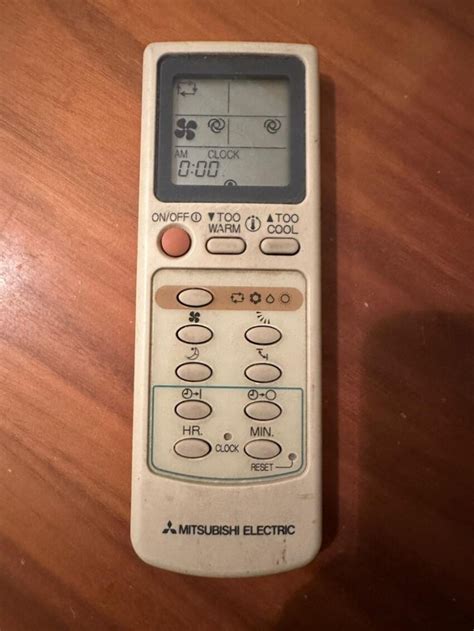 AM CLOCK
0:00
ON/OFF ▼TOO WARM ▲TOO COOL
HR. CLOCK MIN.
RESET
MITSUBISHI ELECTRIC